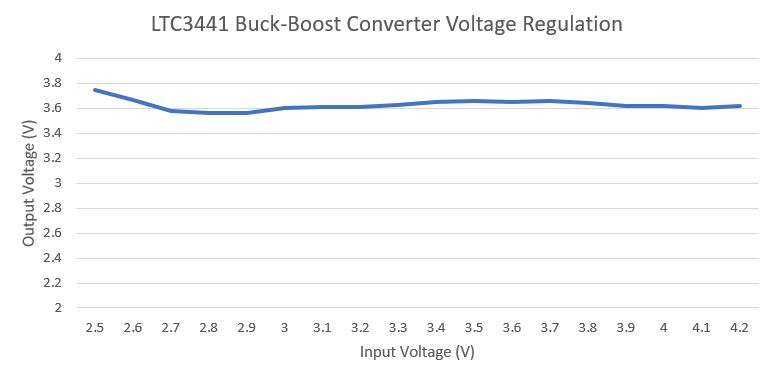 LTC3441 Buck-Boost Converter Voltage Regulation
4
3.8
3.6
3.4
3.2
3
2.8
2.6
2.4
2.2
2
Output Voltage (V)
2.5 2.6 2.7 2.8 2.9 3 3.1 3.2 3.3 3.4 3.5 3.6 3.7 3.8 3.9 4 4.1 4.2
Input Voltage (V)